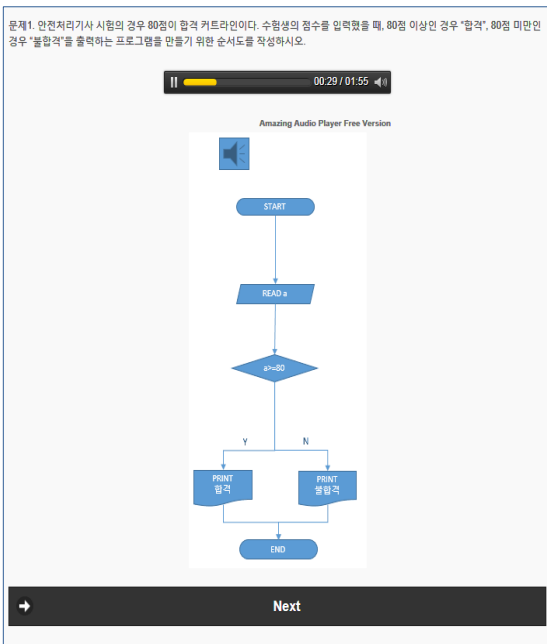 문제1. 안전처리기사 시험의 경우 80점이 합격 커트라인이다. 수험생의 점수를 입력했을 때, 80점 이상인 경우 "합격", 80점 미만인
경우 "불합격"을 출력하는 프로그램을 만들기 위한 순서도를 작성하시오.
00:29 / 01:55
Amazing Audio Player Free Version
START
READ a
a>=80
Y N
PRINT
합격
PRINT
불합격
END
Next